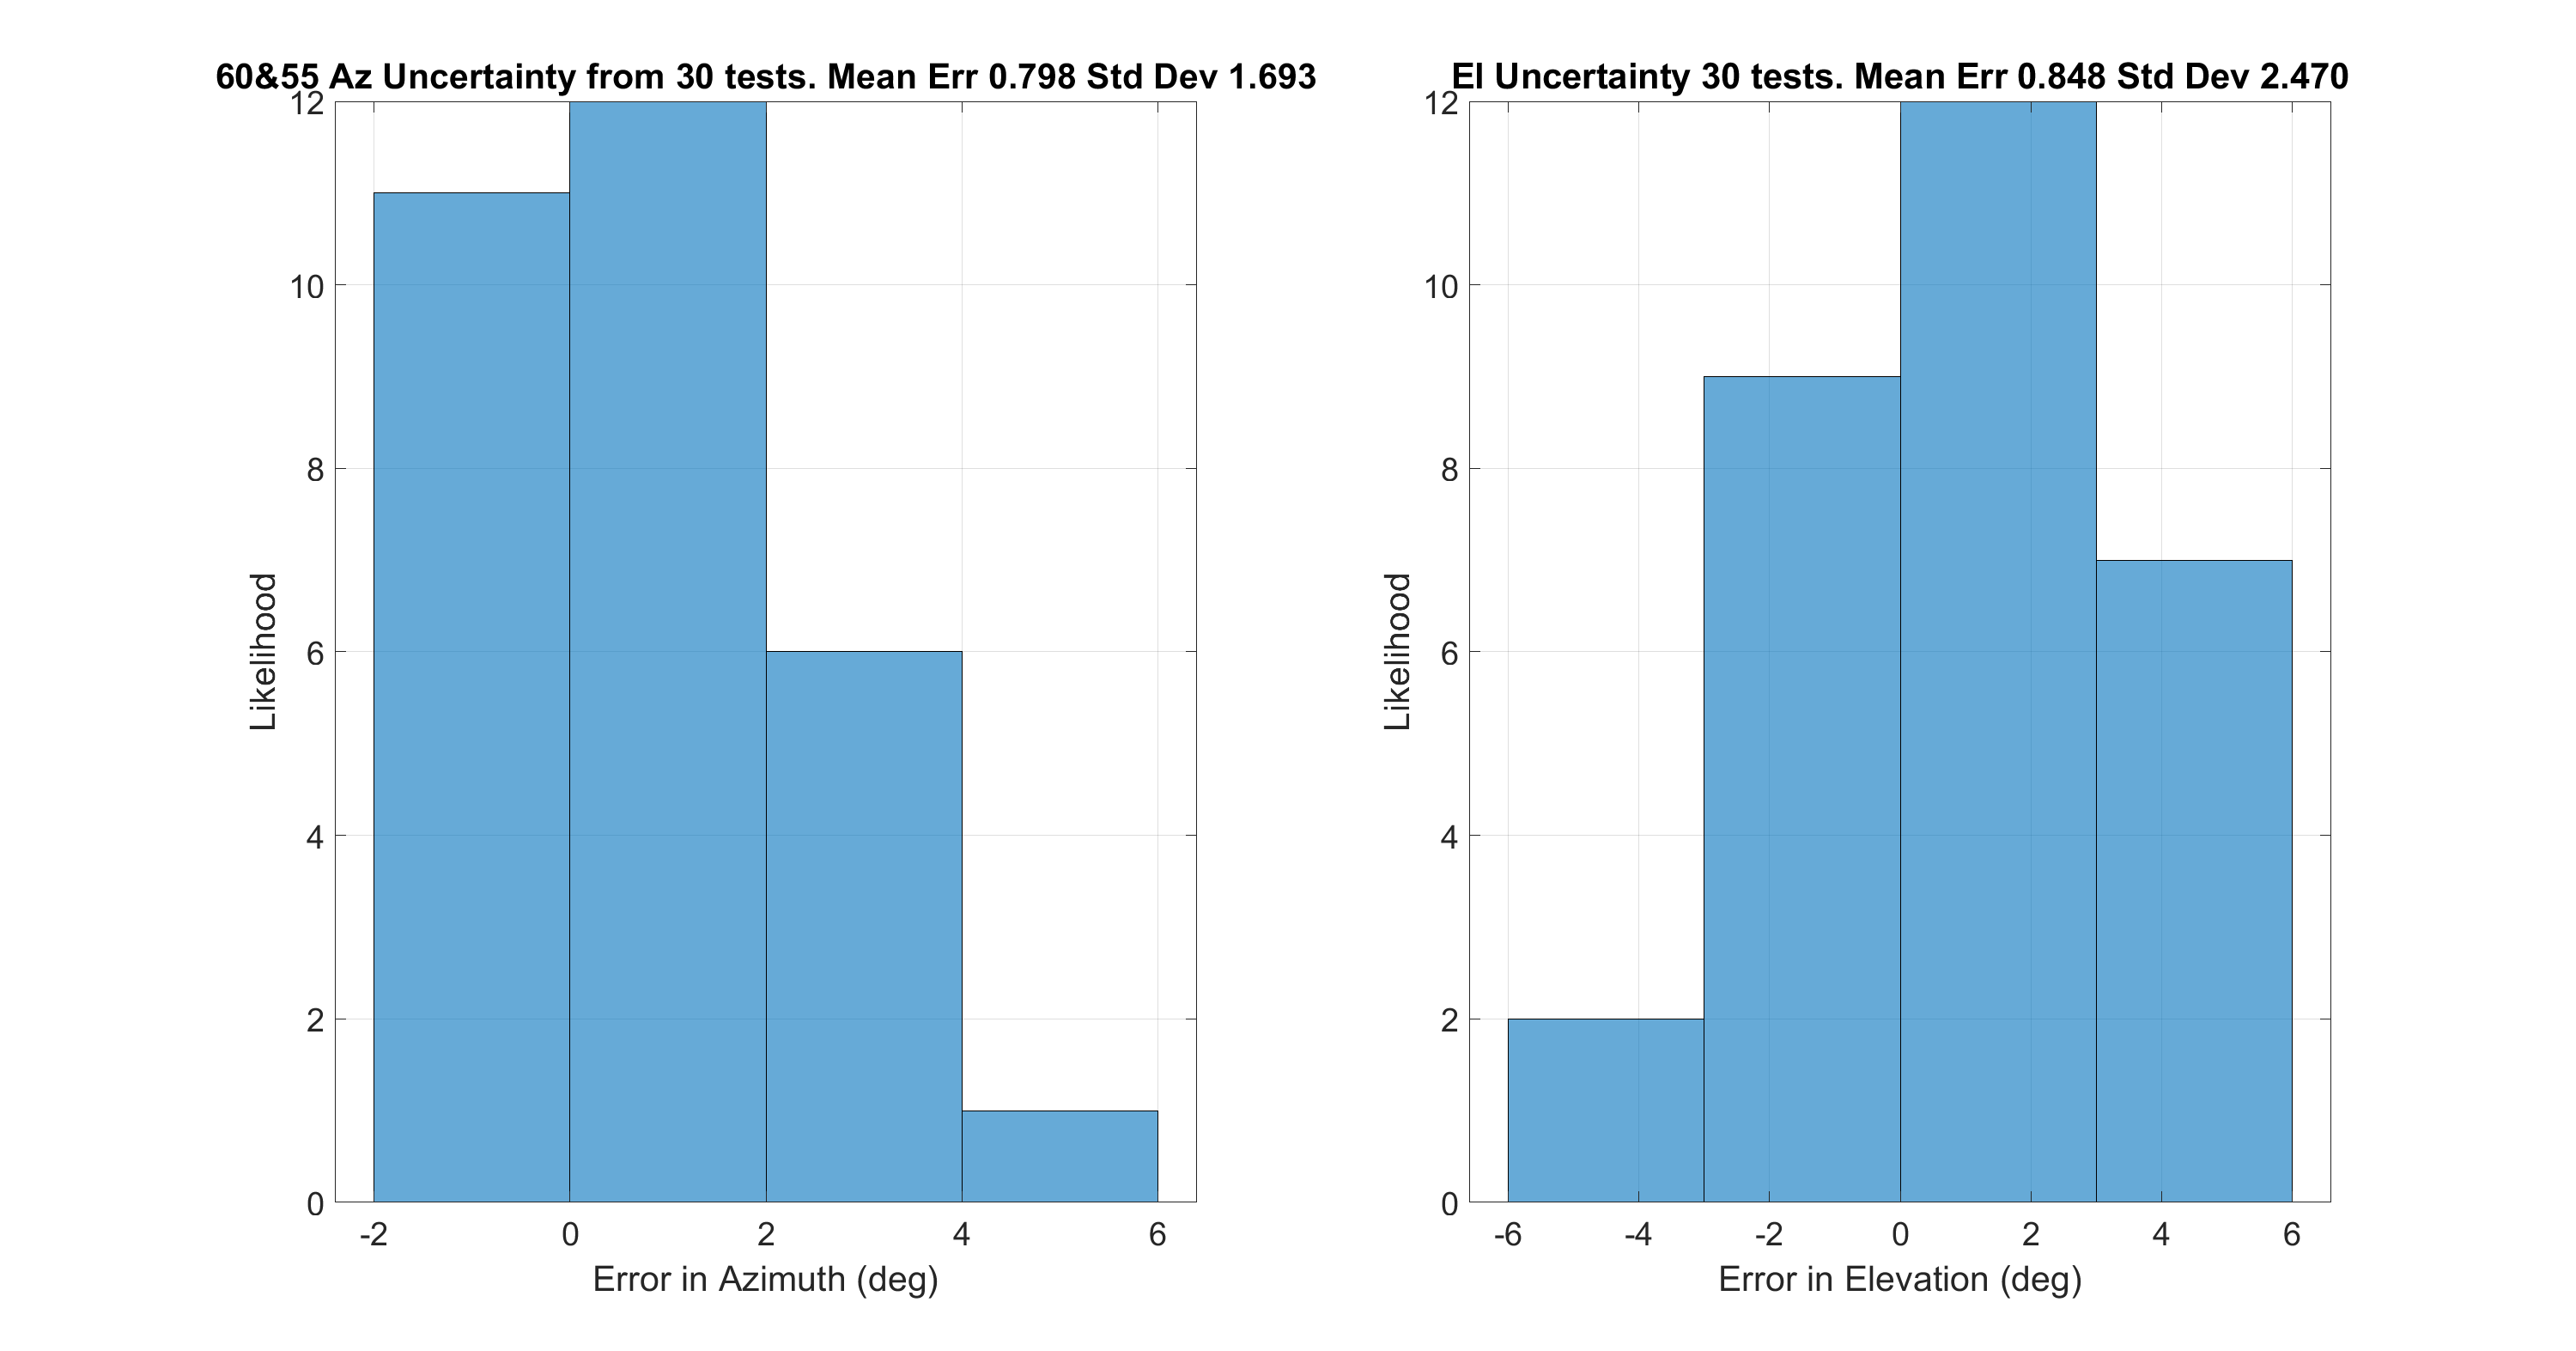 60&55 Az Uncertainty from 30 tests. Mean Err 0.798 Std Dev 1.693
12
10
8
6
4
2
0
Likelihood
-2 0 2 4 6
Error in Azimuth (deg)
El Uncertainty 30 tests. Mean Err 0.848 Std Dev 2.470
12
10
8
6
4
2
0
Likelihood
-6 -4 -2 0 2 4 6
Error in Elevation (deg)